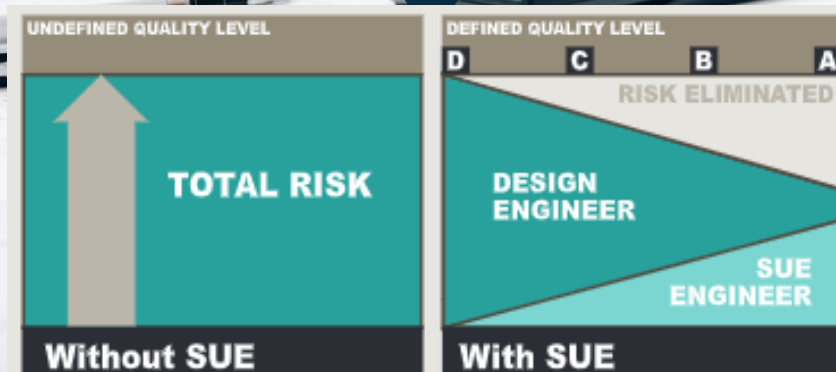 UNDEFINED QUALITY LEVEL
TOTAL RISK
Without SUE
DEFINED QUALITY LEVEL
D C B A
RISK ELIMINATED
DESIGN
ENGINEER
SUE
ENGINEER
With SUE